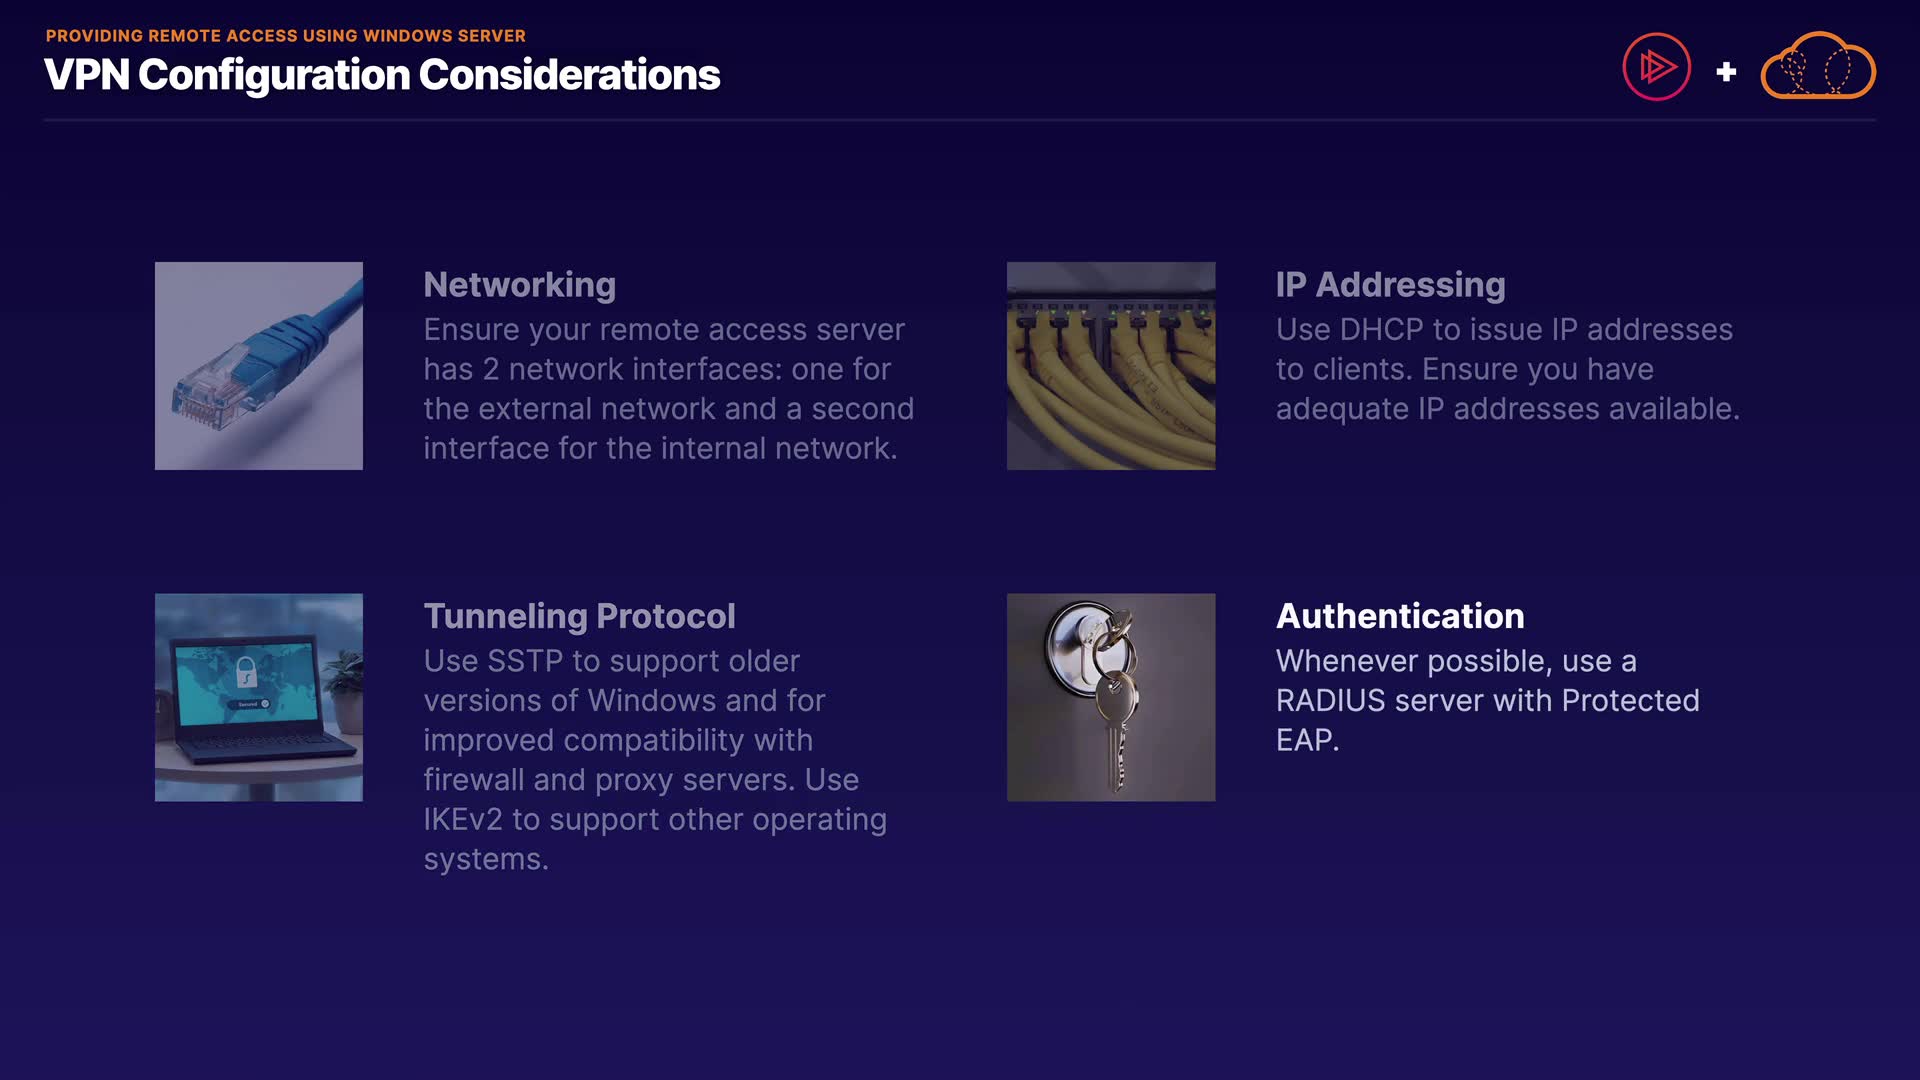 PROVIDING REMOTE ACCESS USING WINDOWS SERVER
VPN Configuration Considerations
Networking
Ensure your remote access server
has 2 network interfaces: one for
the external network and a second
interface for the internal network.
IP Addressing
Use DHCP to issue IP addresses
to clients. Ensure you have
adequate IP addresses available.
Tunneling Protocol
Use SSTP to support older
versions of Windows and for
improved compatibility with
firewall and proxy servers. Use
IKEv2 to support other operating
systems.
Secured
Authentication
Whenever possible, use a
RADIUS server with Protected
EAP.